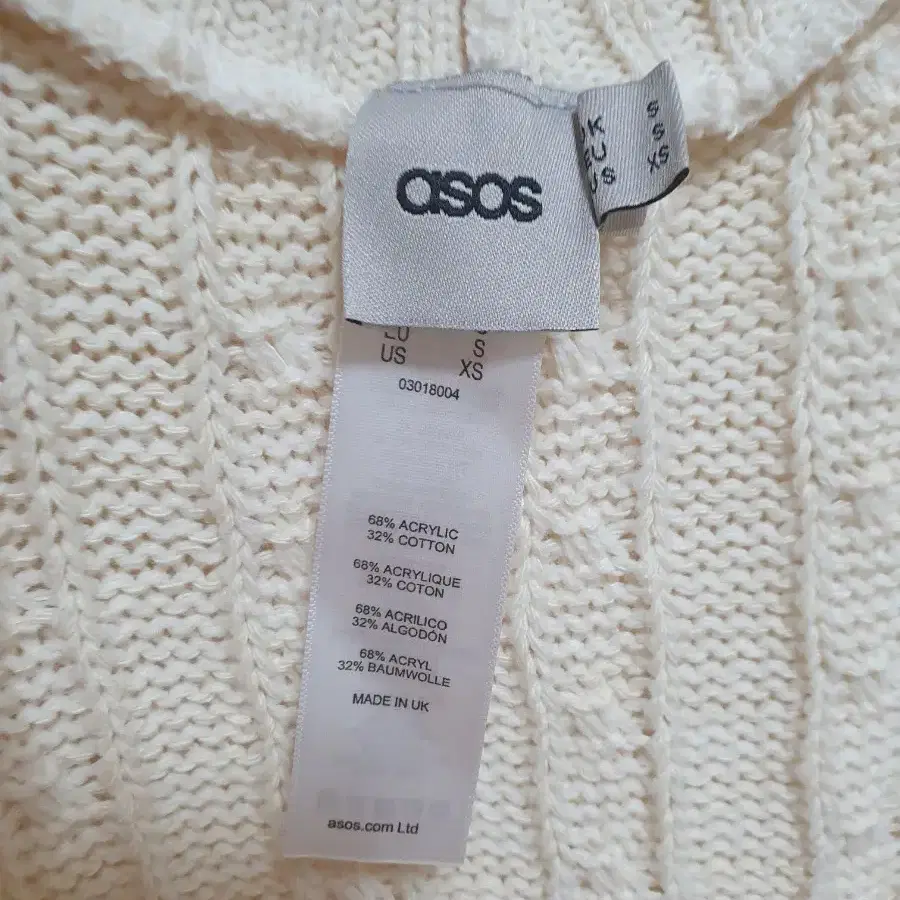 asos
UK S
EU S
US XS
EU S
US XS
03018004
68% ACRYLIC
32% COTTON
68% ACRYLIQUE
32% COTON
68% ACRILICO
32% ALGODÓN
68% ACRYL
32% BAUMWOLLE
MADE IN UK
asos.com Ltd